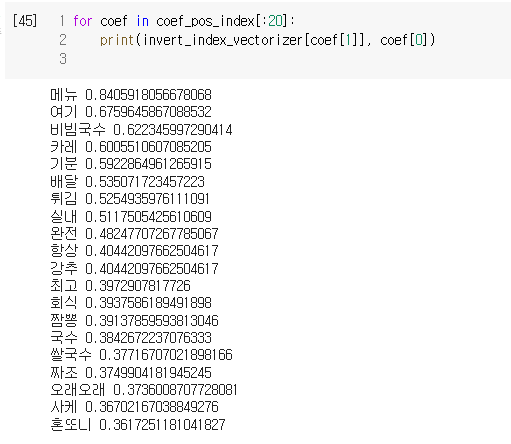 [45] 1 for coef in coef_pos_index[:20]:
2 print(invert_index_vectorizer[coef[1]], coef[0])
3
메뉴 0.8405918056678068
여기 0.6759645867088532
비빔국수 0.622345997290414
카레 0.6005510607085205
기분 0.5922864961265915
배달 0.535071723457223
튀김 0.5254935976111091
실내 0.5117505425610609
완전 0.48247707267785067
항상 0.40442097662504617
강추 0.40442097662504617
최고 0.3972907817726
회식 0.3937586189491898
짬뽕 0.39137859593813046
국수 0.3842672237076333
쌀국수 0.37716707021898166
짜조 0.3749904181945245
오래오래 0.3736008707728081
사케 0.36702167038849276
혼또니 0.3617251181041827